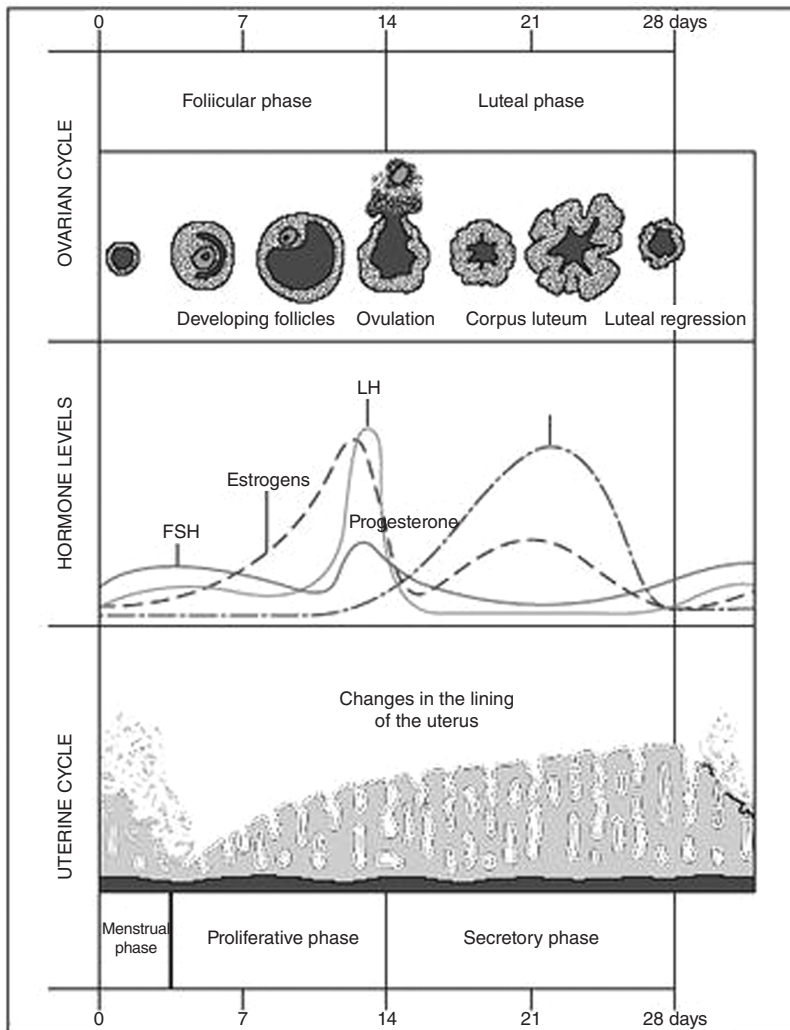 0 7 14 21 28 days
OVARIAN CYCLE
Foliicular phase Luteal phase
Developing follicles Ovulation Corpus luteum Luteal regression
HORMONE LEVELS
LH
Estrogens
Progesterone
FSH
UTERINE CYCLE
Changes in the lining
of the uterus
Menstrual
phase
Proliferative phase Secretory phase
0 7 14 21 28 days